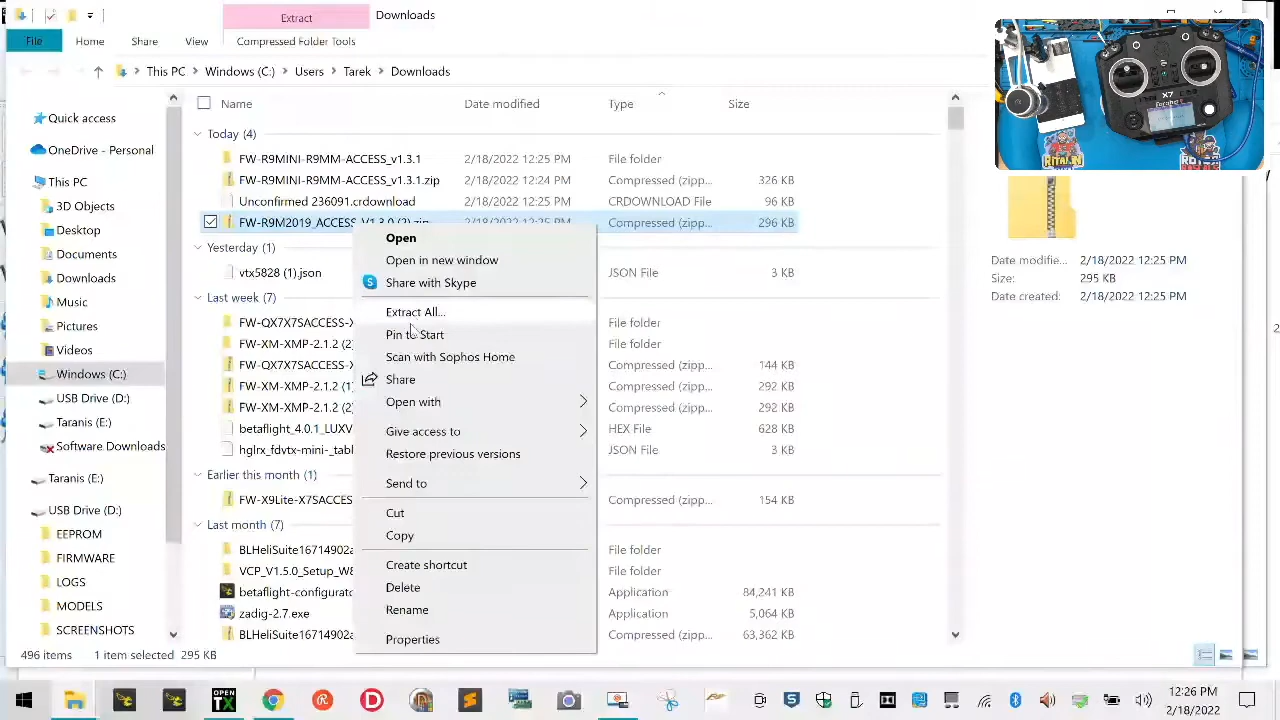 Extract
Downloads
File
Home
Share
View
Compressed Folder
This PC
Windows (C:)
Users
Tarek
Downloads
Name
Date modified
Type
Size
Quick access
OneDrive - Personal
This PC
3D Objects
Desktop
Documents
Downloads
Music
Pictures
Videos
Windows (C:)
USB Drive (D:)
Taranis (E:)
Software Downloads
Taranis (E:)
USB Drive (D:)
EEPROM
FIRMWARE
LOGS
MODELS
SCREENSHOTS
Today (4)
FW-R9MINI-R9MM-ACCESS_v1.3.1 2/18/2022 12:25 PM File folder
FW-R9MINI-R9MM-ACCESS_v1.3.1.zip 2/18/2022 12:24 PM Compressed (zipp... 326 KB
Unconfirmed 236091.crdownload 2/18/2022 12:25 PM CRDOWNLOAD File 96 KB
FW-R9M2019_ACCESS_V1.3.0 (2).zip 2/18/2022 12:25 PM Compressed (zipp... 296 KB
Yesterday (1)
vtx5828 (1).json JSON File 3 KB
Last week (7)
FW-QX7X7SACCESS- File folder
FW-XM-XMP-2.1.2 (2) File folder
FW-QX7X7SACCESS- Compressed (zipp... 144 KB
FW-XM-XMP-2.1.2 (1) Compressed (zipp... 292 KB
FW-XM-XMP-2.1.2 (2) Compressed (zipp... 292 KB
betaflight_4.0.1_LUXV HEX File 628 KB
hglrx_fdvtx-mini-_tabl JSON File 3 KB
Earlier this month (1)
FW-X9Lite-X7SACCESS Compressed (zipp... 154 KB
Last month (7)
BLHeliSuite16714902a File folder
VCP_V1.5.0_Setup_W8 File folder
betaflight-configurato Application 84,241 KB
zadig-2.7.exe Application 5,064 KB
BLHeliSuite16714902a Compressed (zipp... 63,362 KB
Open
Open in new window
Share with Skype
Extract All...
Pin to Start
Scan with Sophos Home
Share
Open with
Give access to
Restore previous versions
Send to
Cut
Copy
Create shortcut
Delete
Rename
Properties
X7
Date modifie... 2/18/2022 12:25 PM
Size: 295 KB
Date created: 2/18/2022 12:25 PM
496 items 1 item selected 295 KB
OPEN
TX
12:26 PM
2/18/2022